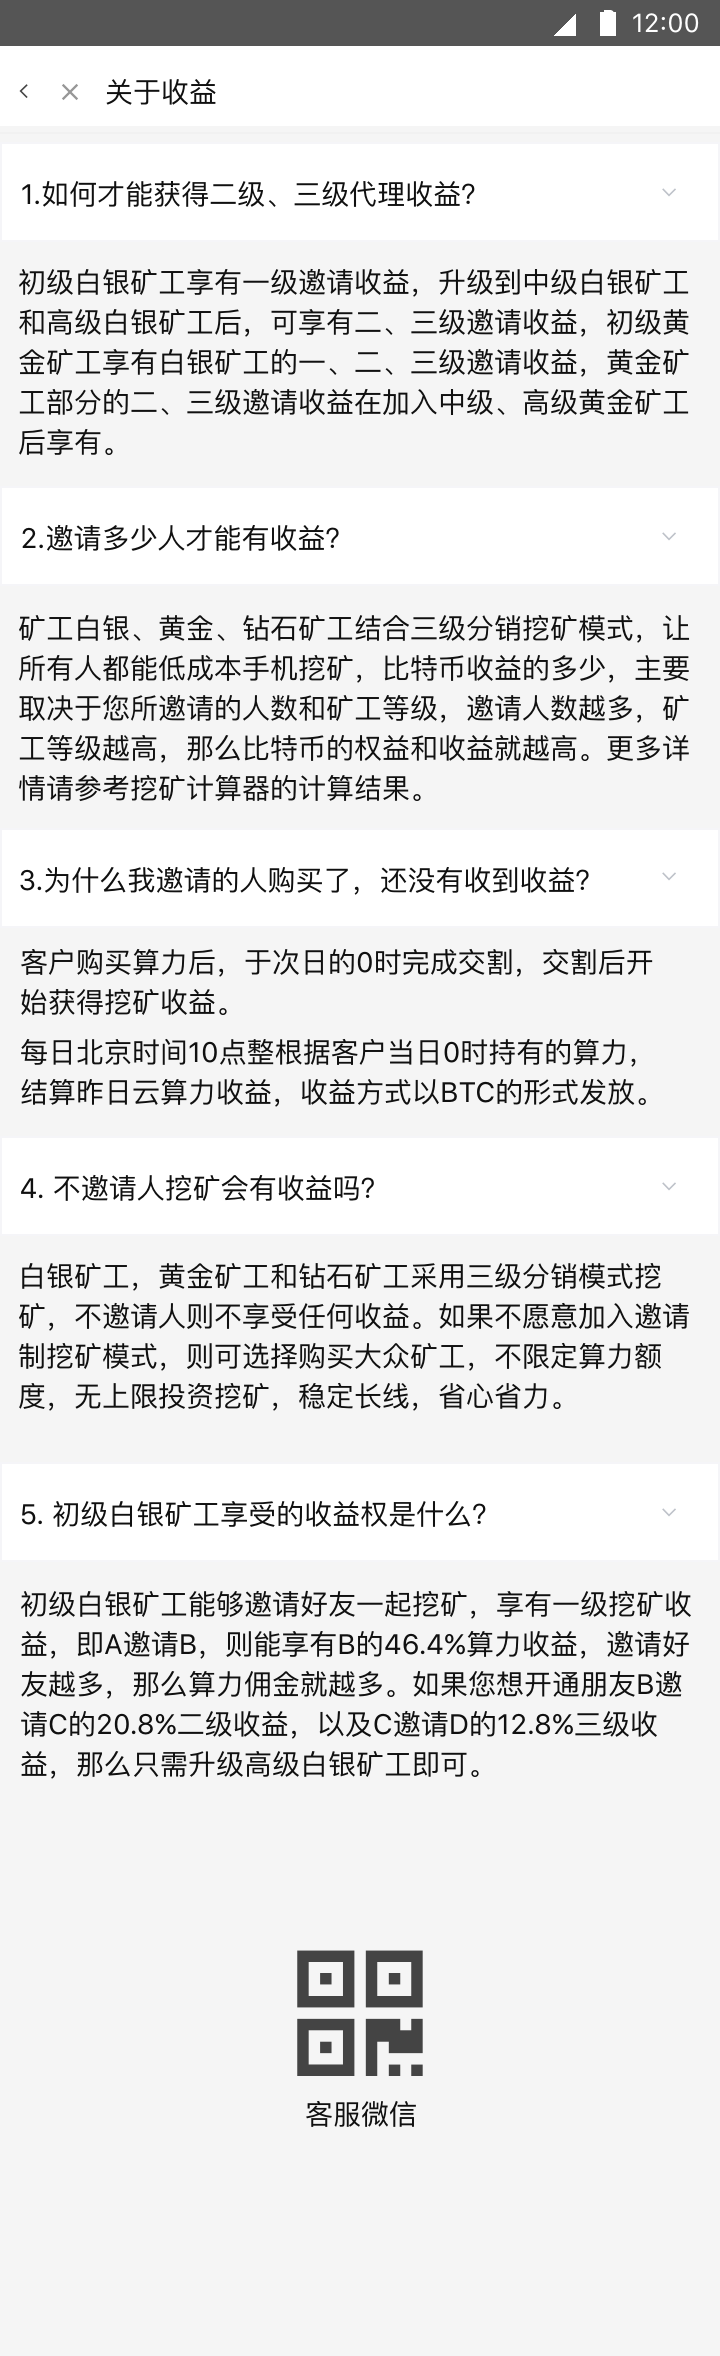 12:00
关于收益
1.如何才能获得二级、三级代理收益?
初级白银矿工享有一级邀请收益，升级到中级白银矿工
和高级白银矿工后，可享有二、三级邀请收益，初级黄
金矿工享有白银矿工的一、二、三级邀请收益，黄金矿
工部分的二、三级邀请收益在加入中级、高级黄金矿工
后享有。
2.邀请多少人才能有收益?
矿工白银、黄金、钻石矿工结合三级分销挖矿模式，让
所有人都能低成本手机挖矿，比特币收益的多少，主要
取决于您所邀请的人数和矿工等级，邀请人数越多，矿
工等级越高，那么比特币的权益和收益就越高。更多详
情请参考挖矿计算器的计算结果。
3.为什么我邀请的人购买了，还没有收到收益?
客户购买算力后，于次日的0时完成交割，交割后开
始获得挖矿收益。
每日北京时间10点整根据客户当日0时持有的算力，
结算昨日云算力收益，收益方式以BTC的形式发放。
4. 不邀请人挖矿会有收益吗?
白银矿工，黄金矿工和钻石矿工采用三级分销模式挖
矿，不邀请人则不享受任何收益。如果不愿意加入邀请
制挖矿模式，则可选择购买大众矿工，不限定算力额
度，无上限投资挖矿，稳定长线，省心省力。
5. 初级白银矿工享受的收益权是什么?
初级白银矿工能够邀请好友一起挖矿，享有一级挖矿收
益，即A邀请B，则能享有B的46.4%算力收益，邀请好
友越多，那么算力佣金就越多。如果您想开通朋友B邀
请C的20.8%二级收益，以及C邀请D的12.8%三级收
益，那么只需升级高级白银矿工即可。
客服微信